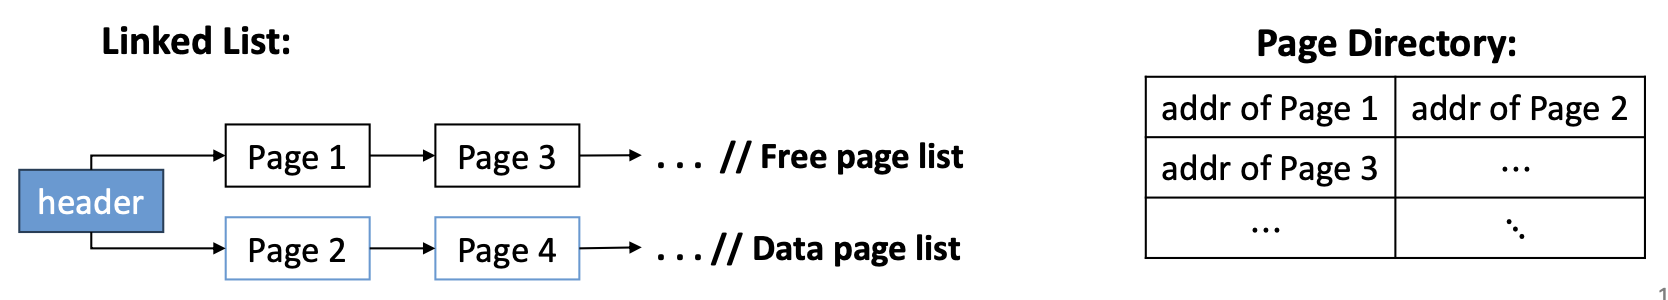 Linked List:
header
Page 1
Page 3
. . . // Free page list
Page 2
Page 4
. . . // Data page list
Page Directory:
addr of Page 1 addr of Page 2
addr of Page 3 ...
... ⋱
1